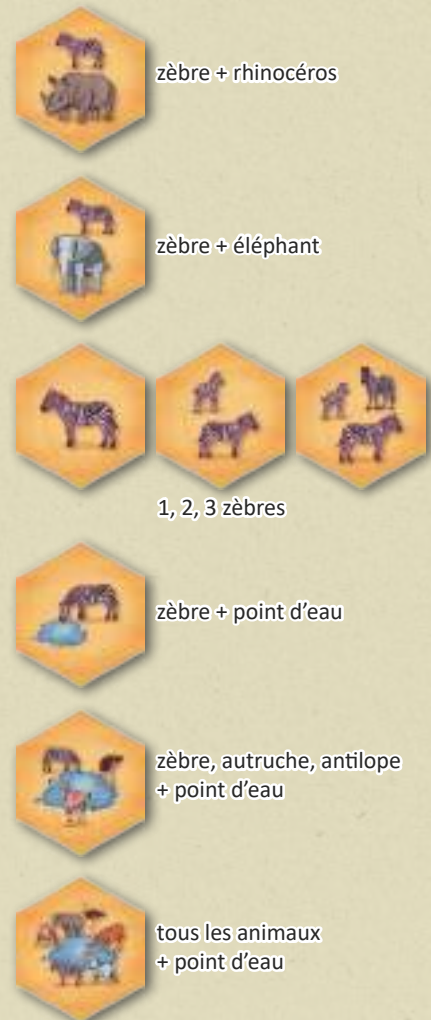 zèbre + rhinocéros
zèbre + éléphant
1, 2, 3 zèbres
zèbre + point d’eau
zèbre, autruche, antilope
+ point d’eau
tous les animaux
+ point d’eau